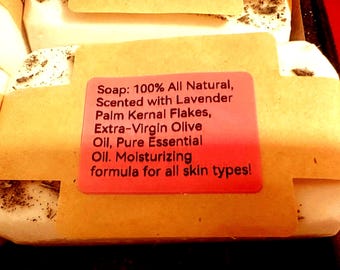 Soap: 100% All Natural,
Scented with Lavender
Palm Kernal Flakes,
Extra-Virgin Olive
Oil, Pure Essential
Oil. Moisturizing
formula for all skin types!